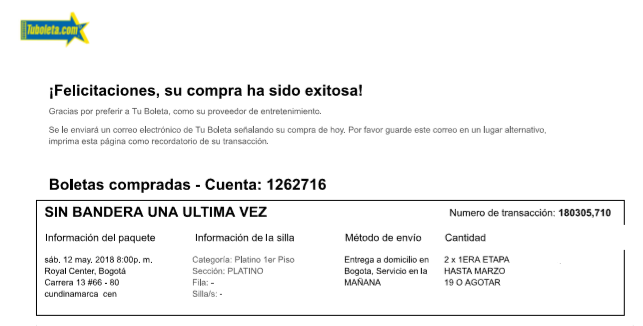 Tuboleta.com
¡Felicitaciones, su compra ha sido exitosa!
Gracias por preferir a Tu Boleta, como su proveedor de entretenimiento.
Se le enviará un correo electrónico de Tu Boleta señalando su compra de hoy. Por favor guarde este correo en un lugar alternativo,
imprima esta página como recordatorio de su transacción.
Boletas compradas - Cuenta: 1262716
SIN BANDERA UNA ULTIMA VEZ
Numero de transacción: 180305,710
Información del paquete
sáb. 12 may. 2018 8:00p. m.
Royal Center, Bogotá
Carrera 13 #66 - 80
cundinamarca cen
Información de la silla
Categoría: Platino 1er Piso
Sección: PLATINO
Fila: -
Silla/s: -
Método de envío
Entrega a domicilio en
Bogota, Servicio en la
MAÑANA
Cantidad
2 x 1ERA ETAPA
HASTA MARZO
19 O AGOTAR